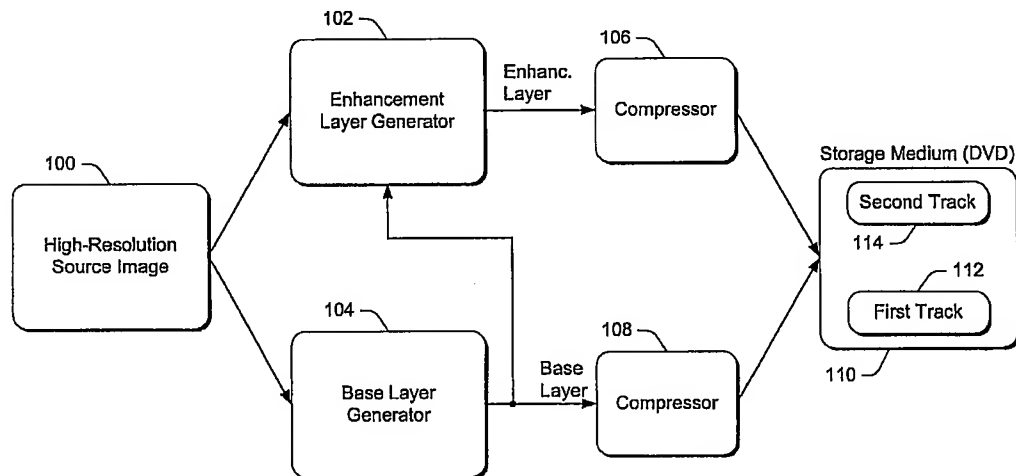 102
Enhancement
Layer Generator
Enhanc.
Layer
106
Compressor
100
High-Resolution
Source Image
Storage Medium (DVD)
Second Track
114
112
First Track
110
104
Base Layer
Generator
Base
Layer
108
Compressor